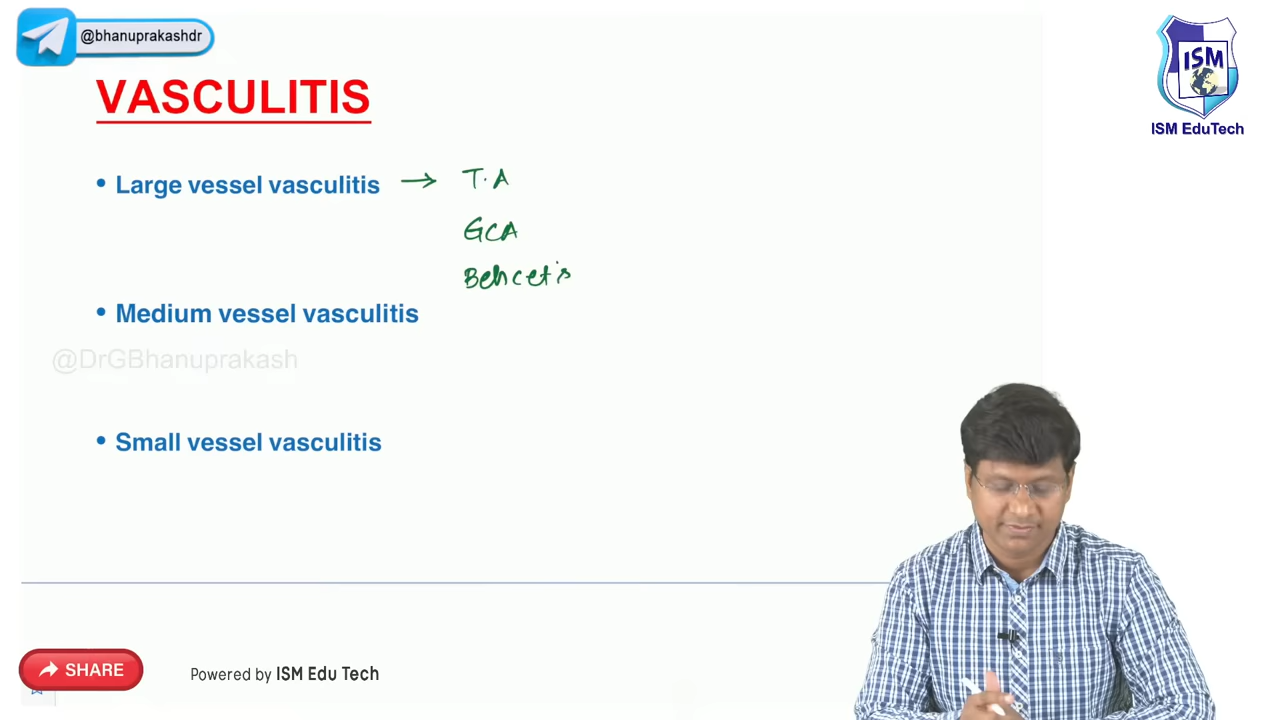 @bhanuprakashdr
ISM
ISM EduTech
VASCULITIS
• Large vessel vasculitis → T.A
GCA
Behcet's
• Medium vessel vasculitis
@DrGBhanuprakash
• Small vessel vasculitis
SHARE
Powered by ISM Edu Tech